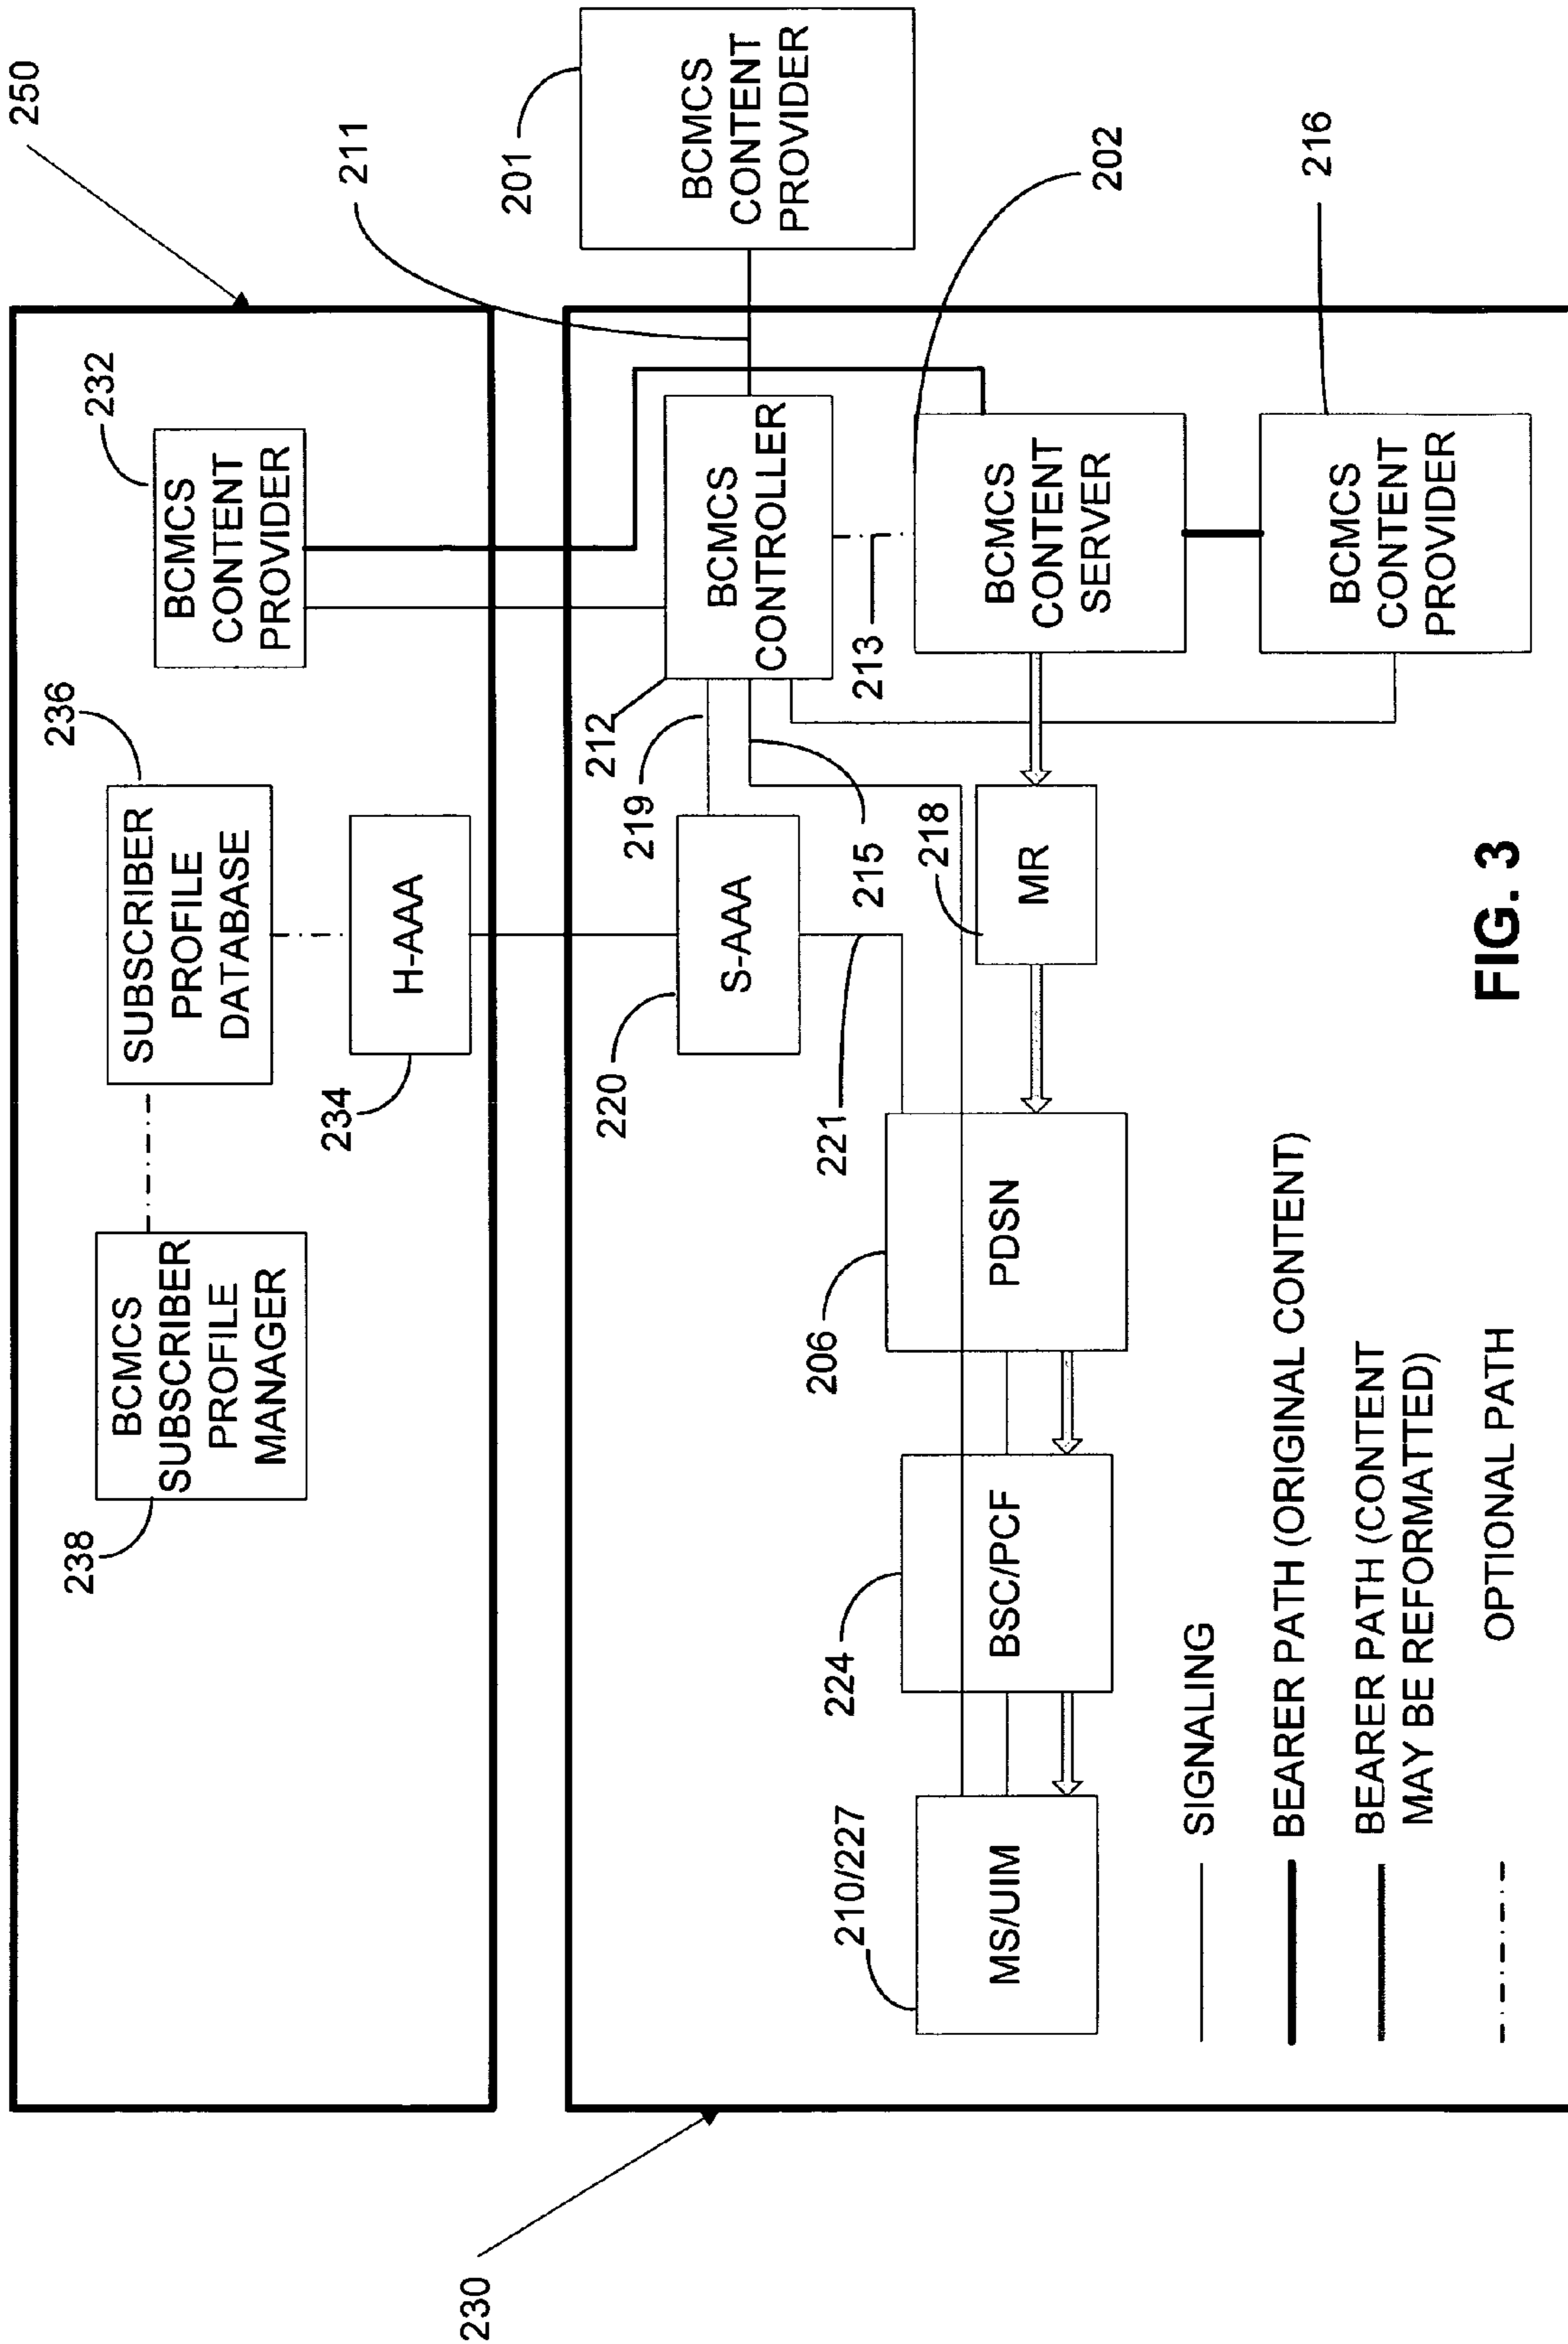 250
238
BCMCS
SUBSCRIBER
PROFILE
MANAGER
236
SUBSCRIBER
PROFILE
DATABASE
232
BCMCS
CONTENT
PROVIDER
234
H-AAA
230
211
201
BCMCS
CONTENT
PROVIDER
220
S-AAA
219
212
BCMCS
CONTROLLER
221
215
213
202
210/227
MS/UIM
224
BSC/PCF
206
PDSN
218
MR
BCMCS
CONTENT
SERVER
216
BCMCS
CONTENT
PROVIDER
SIGNALING
BEARER PATH (ORIGINAL CONTENT)
BEARER PATH (CONTENT
MAY BE REFORMATTED)
OPTIONAL PATH
FIG. 3